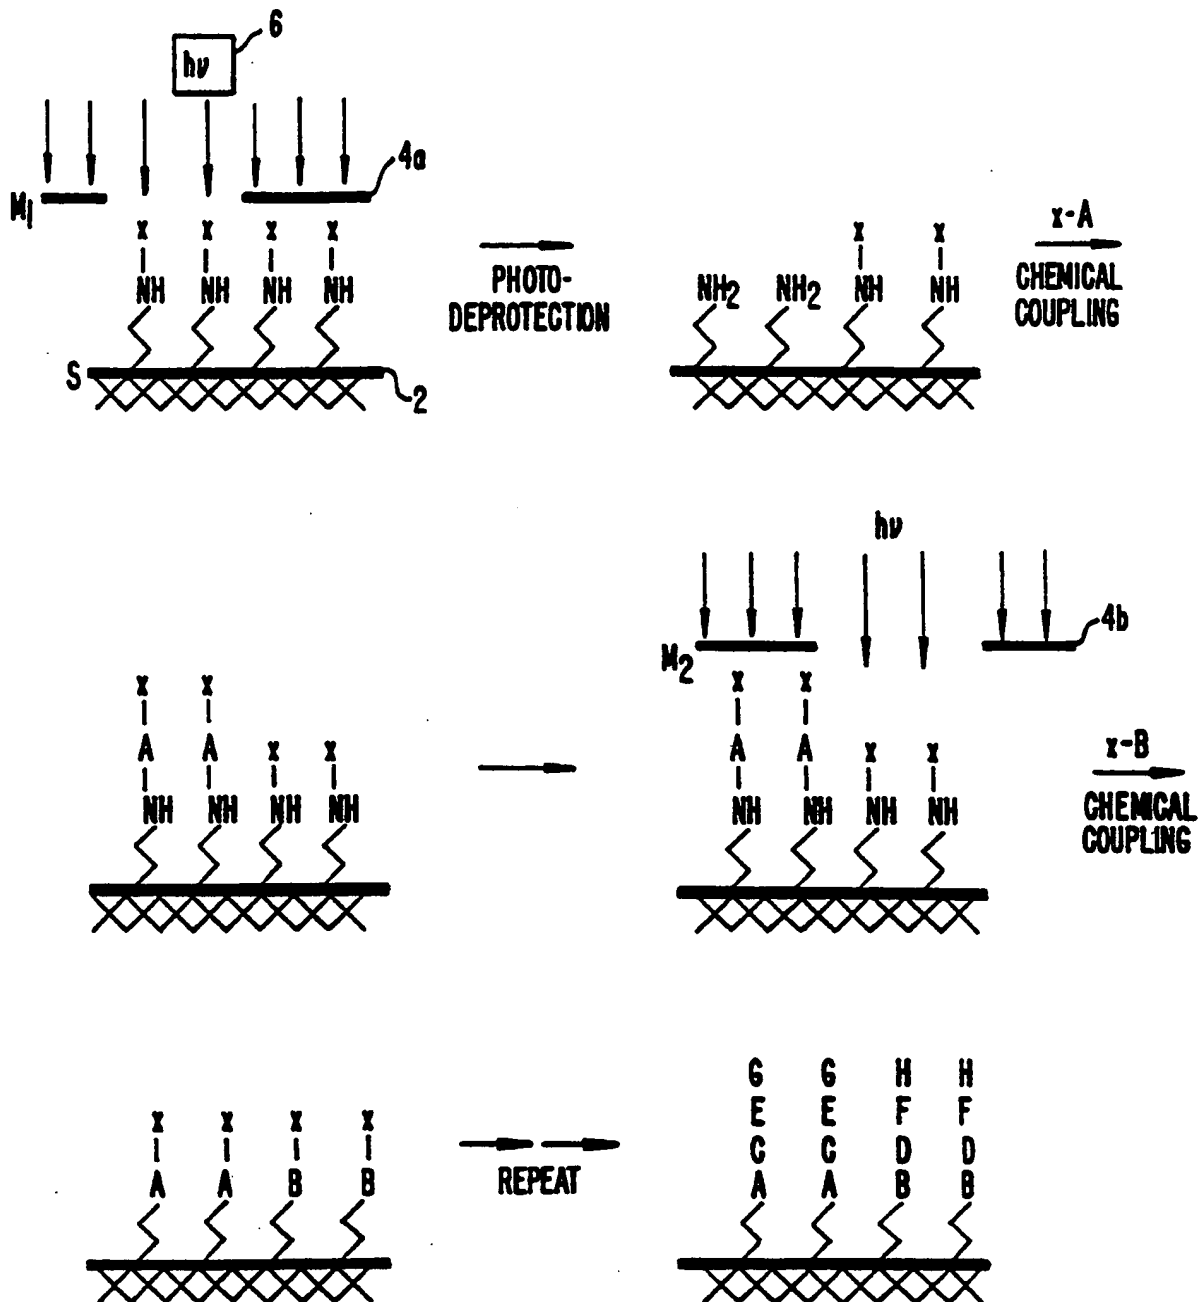 6
hν
4a
M1
x x x x
NH NH NH NH
S
2
PHOTO-
DEPROTECTION
x x
NH2 NH2 NH NH
x-A
CHEMICAL
COUPLING
x x
A A x x
NH NH NH NH
hν
4b
M2
x x
A A x x
NH NH NH NH
x-B
CHEMICAL
COUPLING
x x x x
A A B B
REPEAT
G G H H
E E F F
C C D D
A A B B